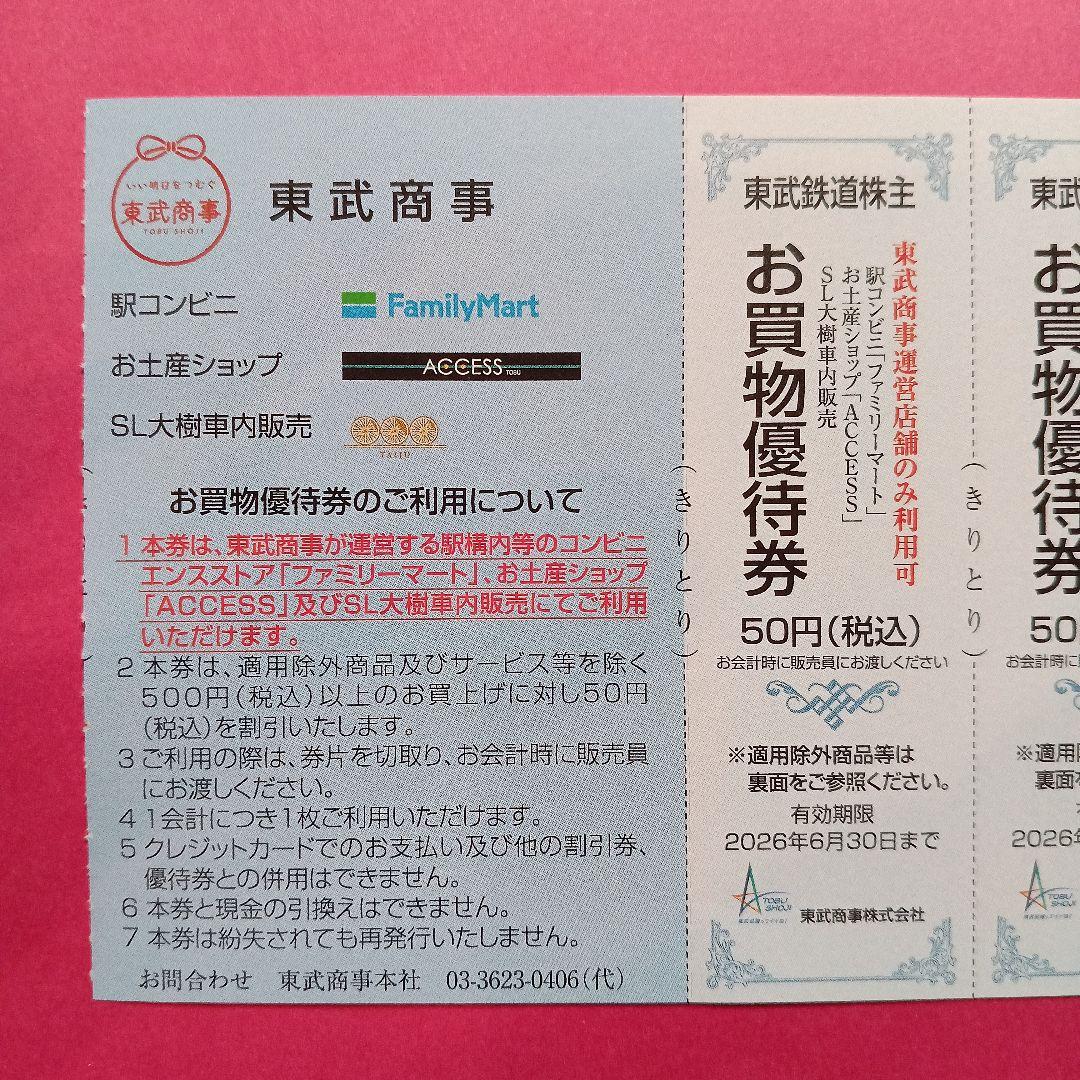 いい明日をつむぐ
東武商事
TOBU SHOJI
東武商事
駅コンビニ
FamilyMart
お土産ショップ
ACCESS TOBU
SL大樹車内販売
TAIJU
お買物優待券のご利用について
1 本券は、東武商事が運営する駅構内等のコンビニ
エンスストア「ファミリーマート」、お土産ショップ
「ACCESS」及びSL大樹車内販売にてご利用
いただけます。
2 本券は、適用除外商品及びサービス等を除く
500円(税込)以上のお買上げに対し50円
(税込)を割引いたします。
3 ご利用の際は、券片を切取り、お会計時に販売員
にお渡しください。
4 1会計につき1枚ご利用いただけます。
5 クレジットカードでのお支払い及び他の割引券、
優待券との併用はできません。
6 本券と現金の引換えはできません。
7 本券は紛失されても再発行いたしません。
お問合わせ 東武商事本社 03-3623-0406(代)
(きりとり)
東武鉄道株主
東武商事運営店舗のみ利用可
駅コンビニ「ファミリーマート」
お土産ショップ「ACCESS」
SL大樹車内販売
お買物優待券
50円(税込)
お会計時に販売員にお渡しください
※適用除外商品等は
裏面をご参照ください。
有効期限
2026年6月30日まで
TOBU
SHOJI
東武商事株式会社
(きりとり)
東武
お買物優待券
50
お会計時に
※適用
裏面を
2026年
TOBU
SHOJI